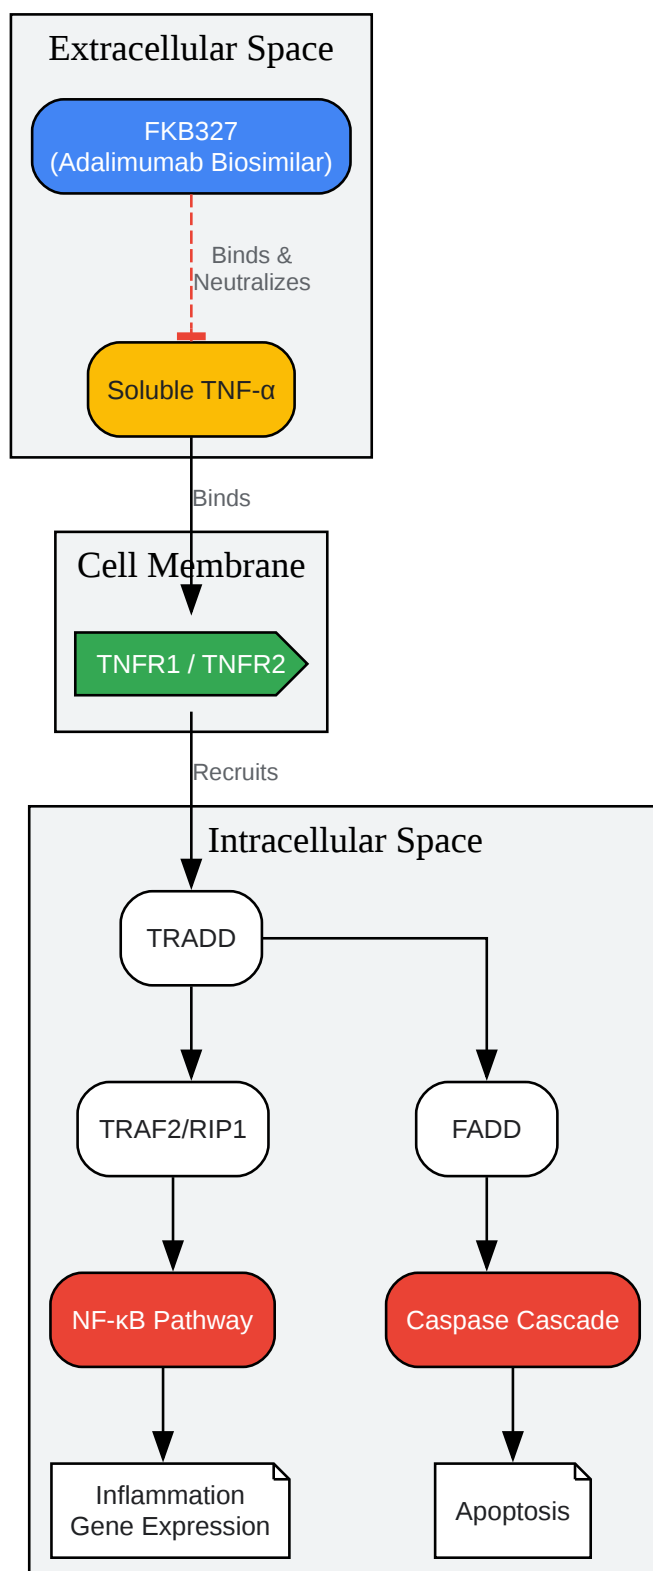 Extracellular Space
FKB327
(Adalimumab Biosimilar)
Binds &
Neutralizes
Soluble TNF-α
Binds
Cell Membrane
TNFR1 / TNFR2
Recruits
Intracellular Space
TRADD
TRAF2/RIP1
FADD
NF-κB Pathway
Caspase Cascade
Inflammation
Gene Expression
Apoptosis